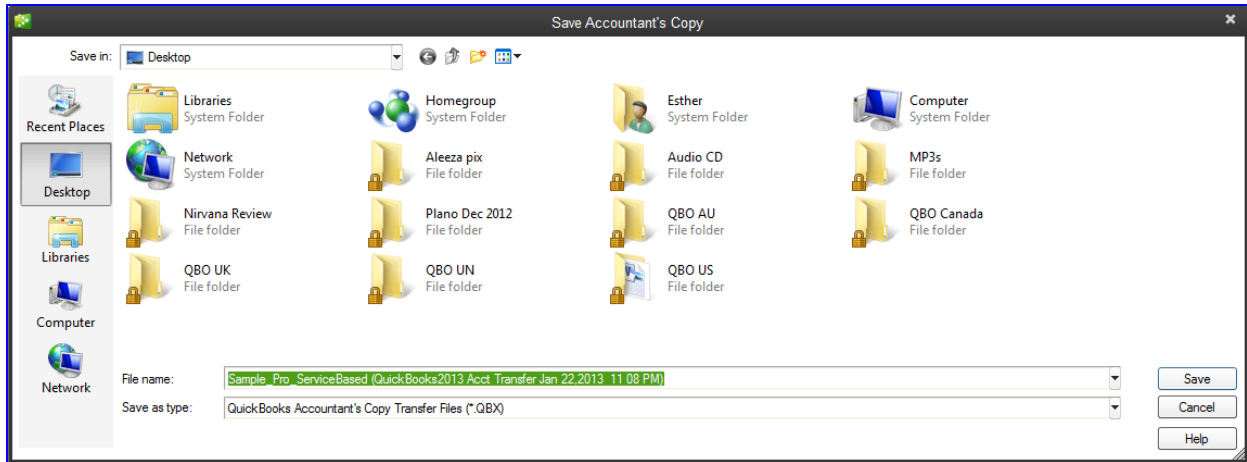 Save Accountant's Copy
Save in: Desktop
Recent Places
Desktop
Libraries
Computer
Network
Libraries
System Folder
Homegroup
System Folder
Esther
System Folder
Computer
System Folder
Network
System Folder
Aleeza pix
File folder
Audio CD
File folder
MP3s
File folder
Nirvana Review
File folder
Plano Dec 2012
File folder
QBO AU
File folder
QBO Canada
File folder
QBO UK
File folder
QBO UN
File folder
QBO US
File folder
File name: Sample_Pro_ServiceBased (QuickBooks2013 Acct Transfer Jan 22,2013 11 08 PM)
Save as type: QuickBooks Accountant's Copy Transfer Files (*.QBX)
Save
Cancel
Help